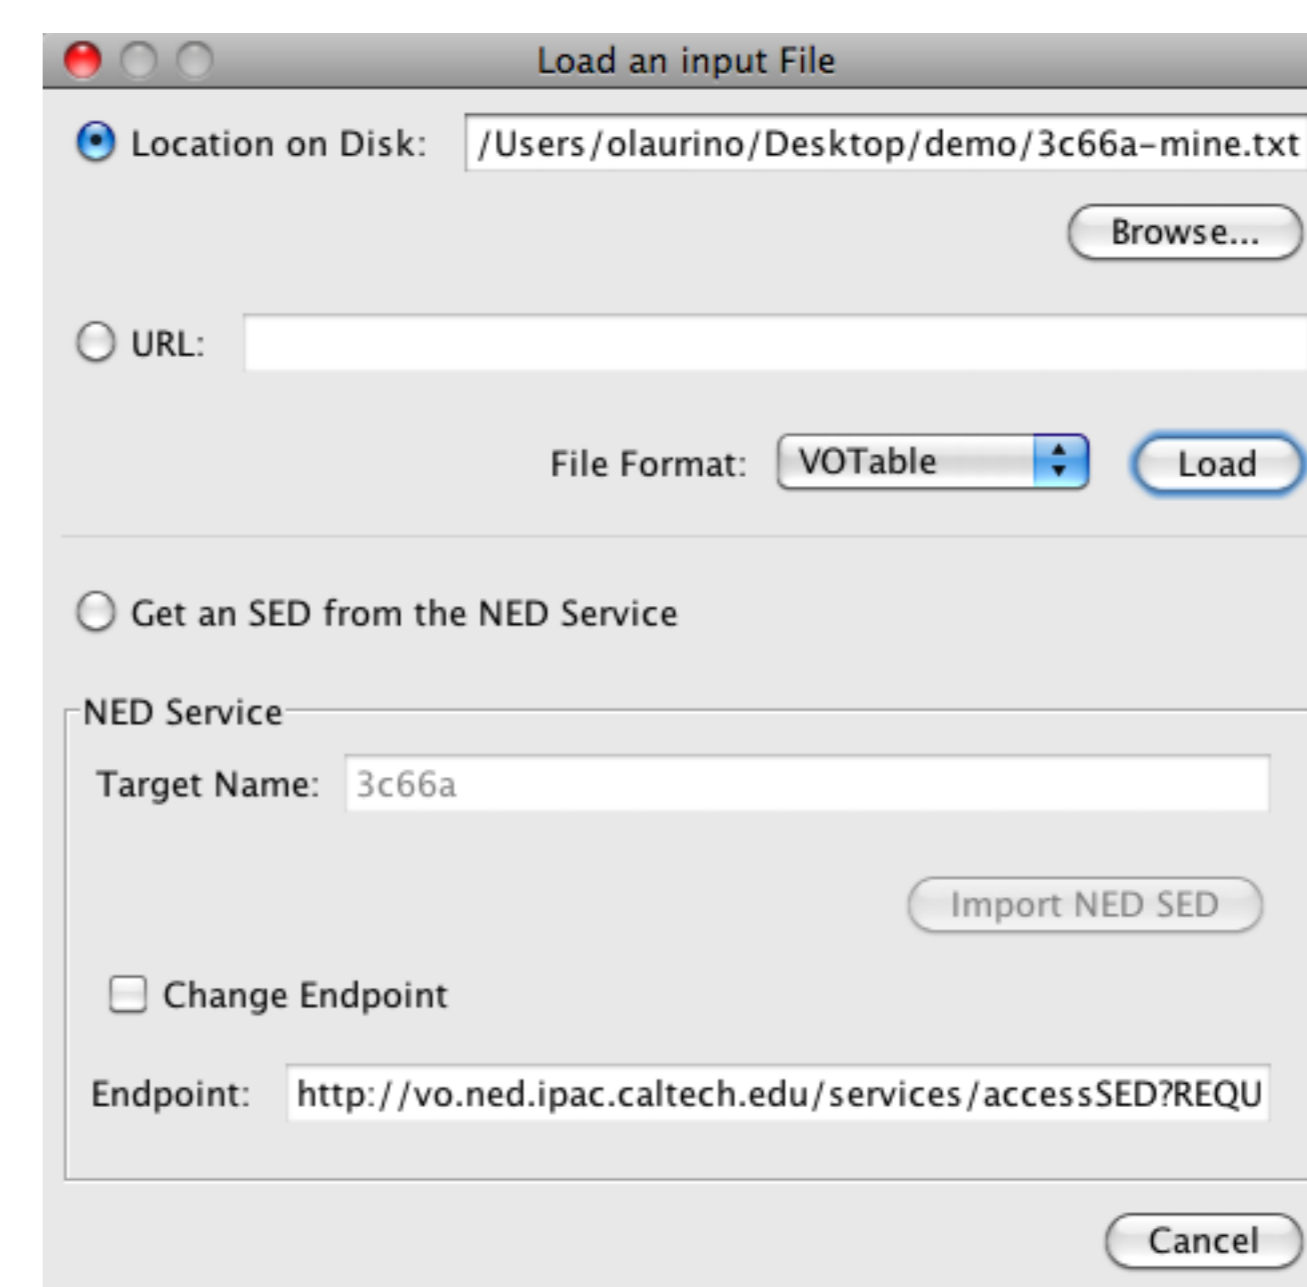 Load an input File
Location on Disk: /Users/olaurino/Desktop/demo/3c66a-mine.txt
Browse...
URL:
File Format: VOTable Load
Get an SED from the NED Service
NED Service
Target Name: 3c66a
Import NED SED
Change Endpoint
Endpoint: http://vo.ned.ipac.caltech.edu/services/accessSED?REQU
Cancel